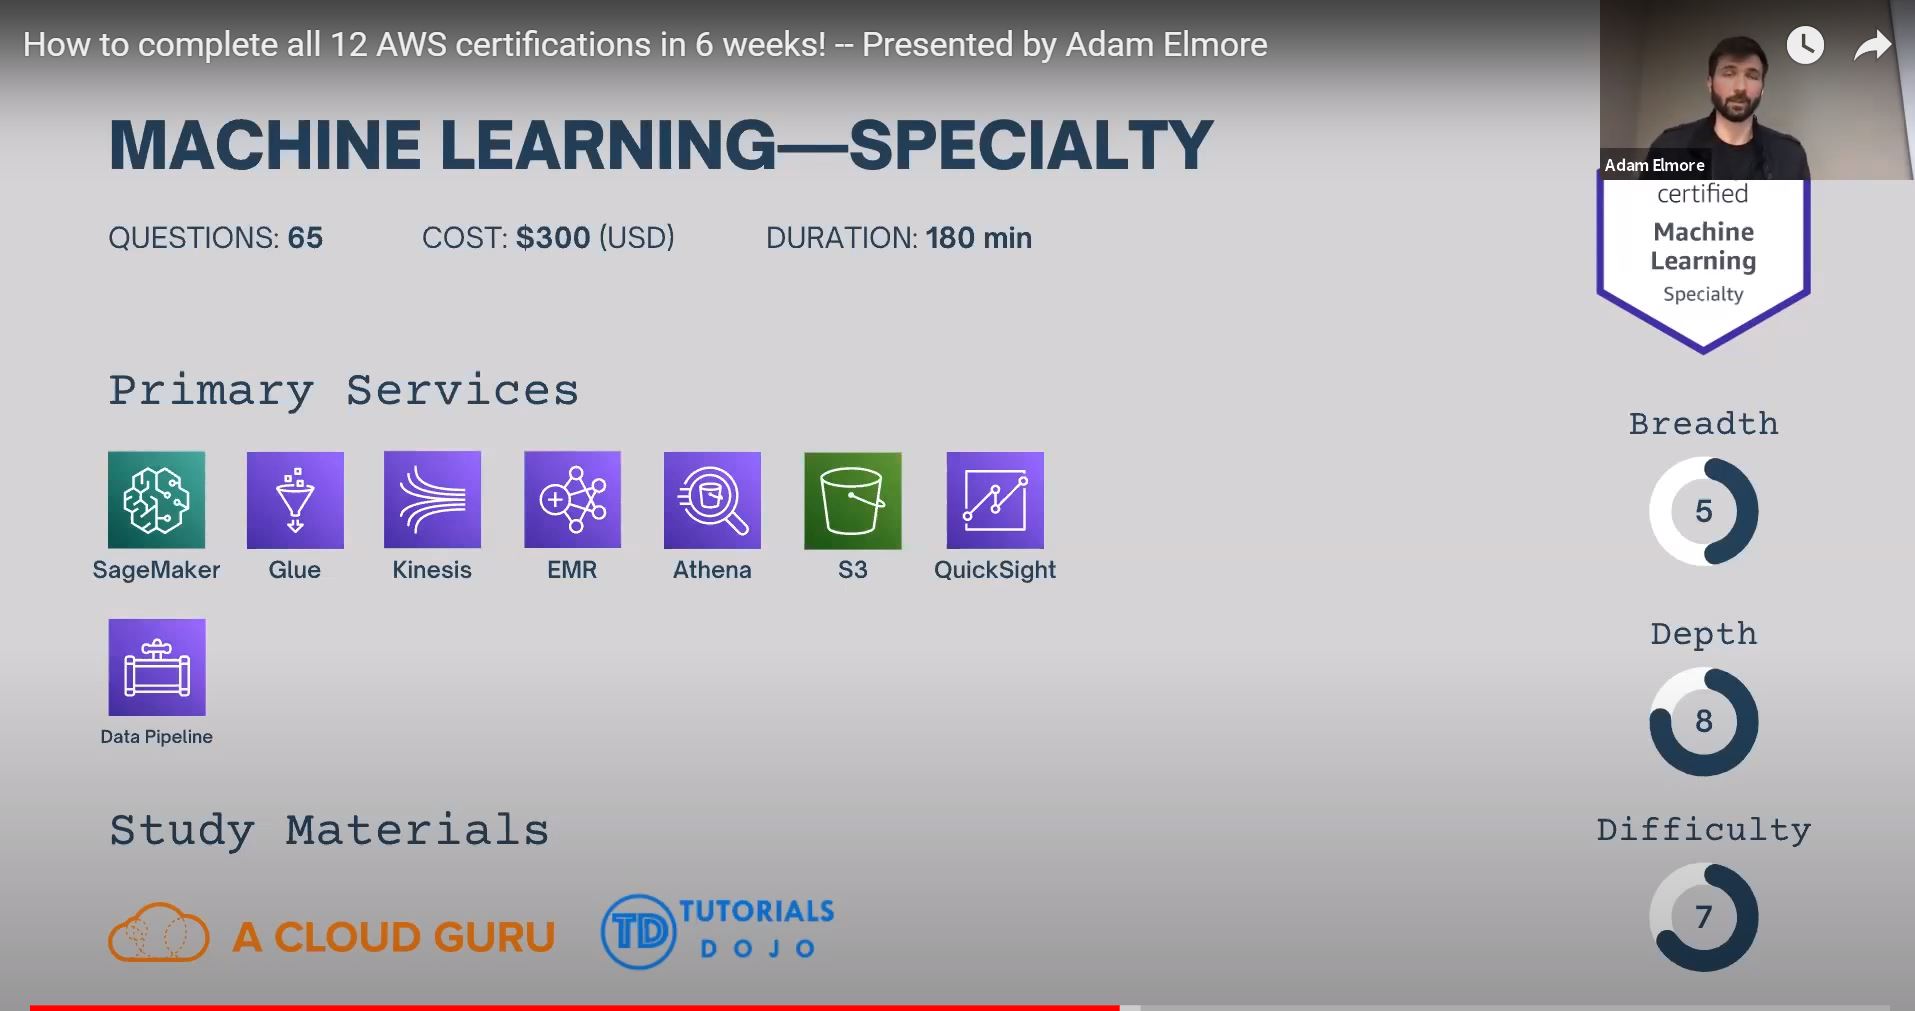 How to complete all 12 AWS certifications in 6 weeks! -- Presented by Adam Elmore
MACHINE LEARNING—SPECIALTY
Adam Elmore
QUESTIONS: 65
COST: $300 (USD)
DURATION: 180 min
certified
Machine
Learning
Specialty
Primary Services
SageMaker
Glue
Kinesis
EMR
Athena
S3
QuickSight
Data Pipeline
Breadth
5
Depth
8
Difficulty
7
Study Materials
A CLOUD GURU
TD
TUTORIALS
DOJO